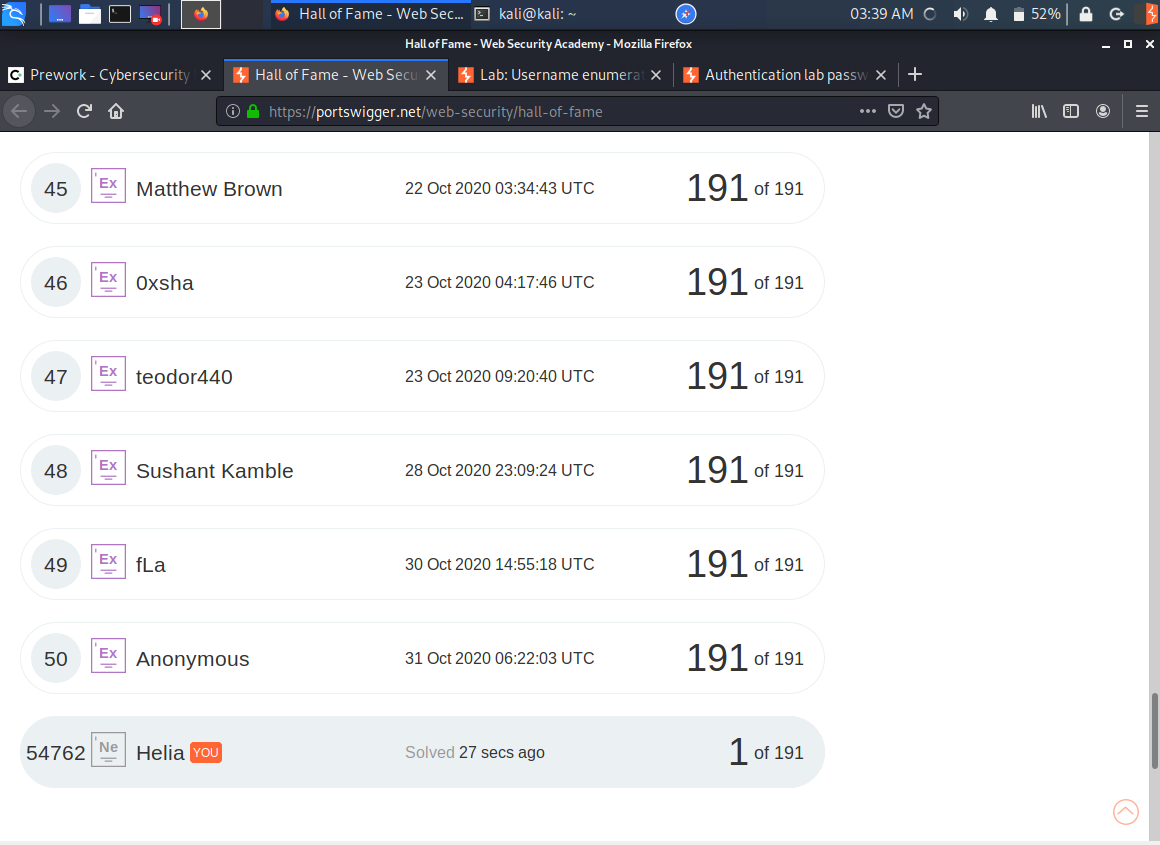 Hall of Fame - Web Sec... kali@kali: ~ 03:39 AM 52%
Hall of Fame - Web Security Academy - Mozilla Firefox
Prework - Cybersecurity Hall of Fame - Web Secu Lab: Username enumerat Authentication lab passw
https://portswigger.net/web-security/hall-of-fame
45 Ex Matthew Brown 22 Oct 2020 03:34:43 UTC 191 of 191
46 Ex 0xsha 23 Oct 2020 04:17:46 UTC 191 of 191
47 Ex teodor440 23 Oct 2020 09:20:40 UTC 191 of 191
48 Ex Sushant Kamble 28 Oct 2020 23:09:24 UTC 191 of 191
49 Ex fLa 30 Oct 2020 14:55:18 UTC 191 of 191
50 Ex Anonymous 31 Oct 2020 06:22:03 UTC 191 of 191
54762 Ne Helia YOU Solved 27 secs ago 1 of 191